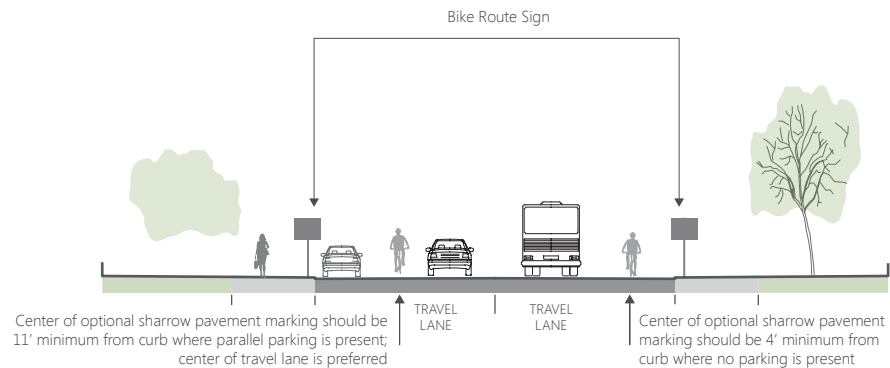 Bike Route Sign
TRAVEL
LANE
TRAVEL
LANE
Center of optional sharrow pavement marking should be
11’ minimum from curb where parallel parking is present;
center of travel lane is preferred
Center of optional sharrow pavement
marking should be 4’ minimum from
curb where no parking is present